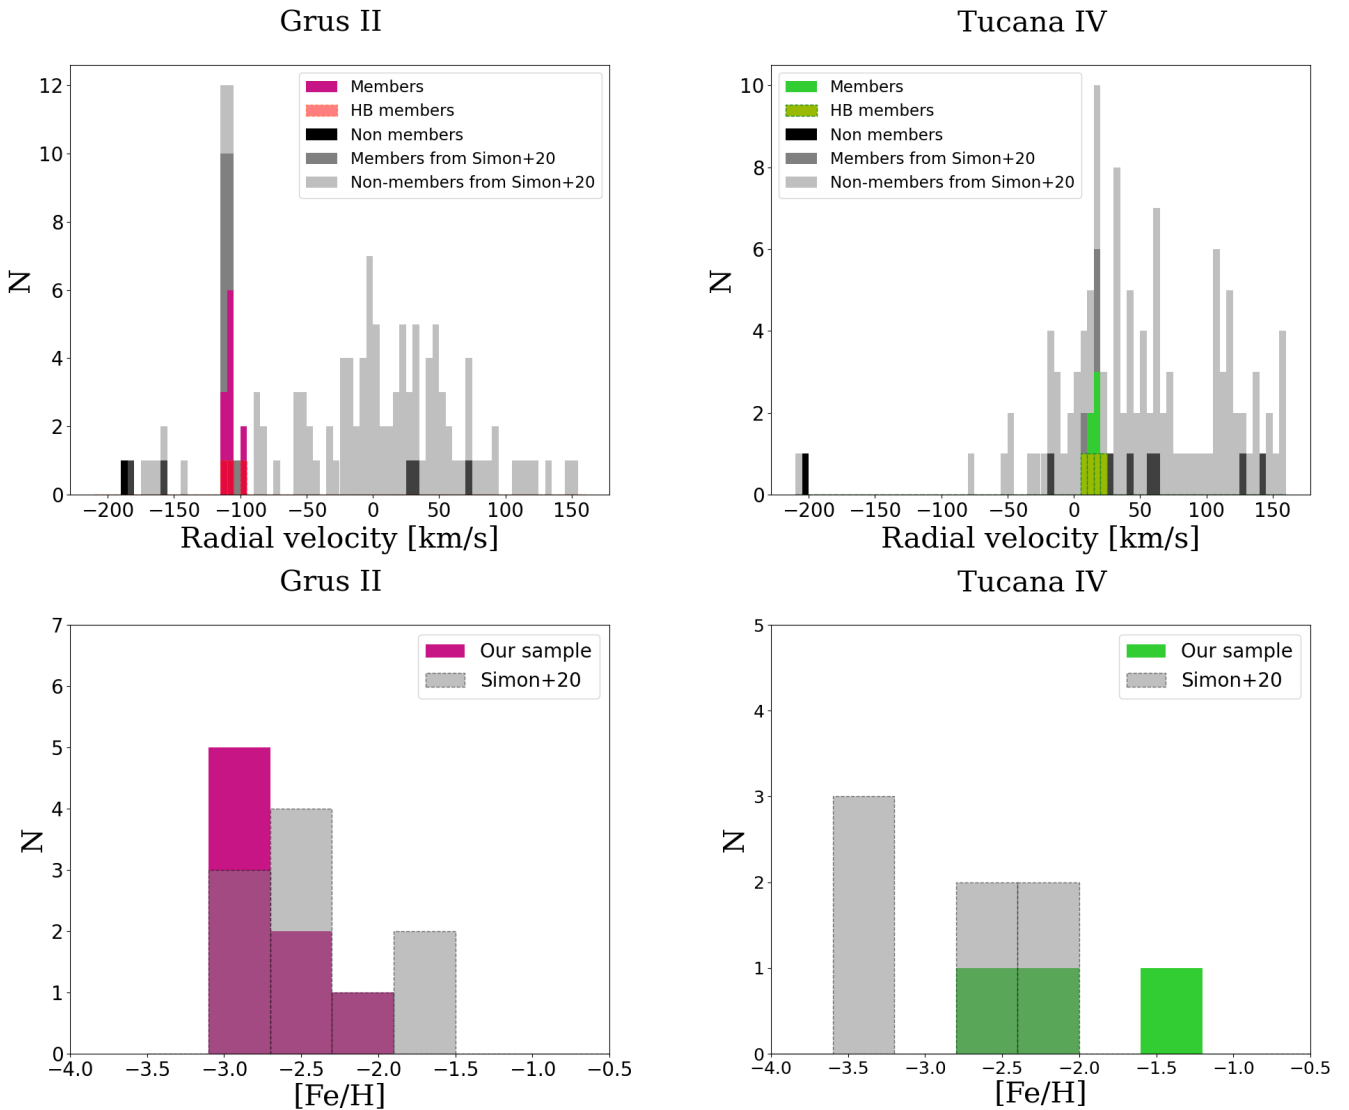 Grus II
Tucana IV
12
10
8
6
4
2
0
N
Members
HB members
Non members
Members from Simon+20
Non-members from Simon+20
−200 −150 −100 −50 0 50 100 150
Radial velocity [km/s]
10
8
6
4
2
0
N
Members
HB members
Non members
Members from Simon+20
Non-members from Simon+20
−200 −150 −100 −50 0 50 100 150
Radial velocity [km/s]
Grus II
Tucana IV
7
6
5
4
3
2
1
0
N
Our sample
Simon+20
−4.0 −3.5 −3.0 −2.5 −2.0 −1.5 −1.0 −0.5
[Fe/H]
5
4
3
2
1
0
N
Our sample
Simon+20
−4.0 −3.5 −3.0 −2.5 −2.0 −1.5 −1.0 −0.5
[Fe/H]